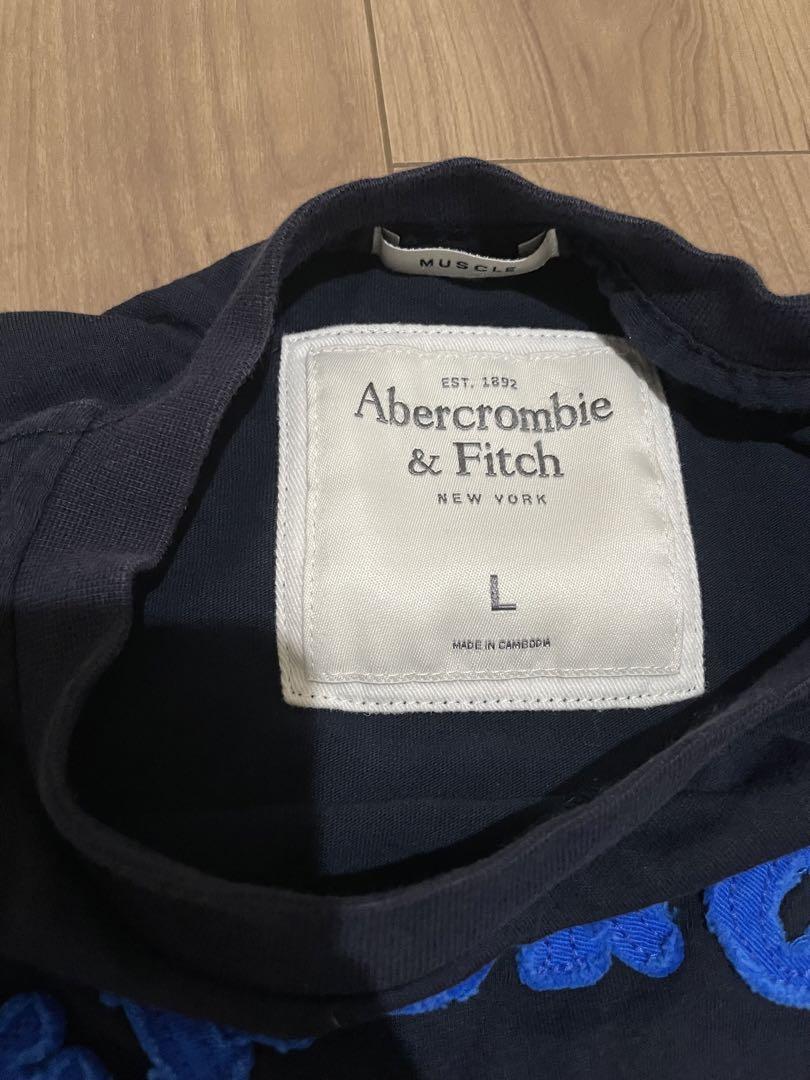 MUSCLE
EST. 1892
Abercrombie
& Fitch
NEW YORK
L
MADE IN CAMBODIA